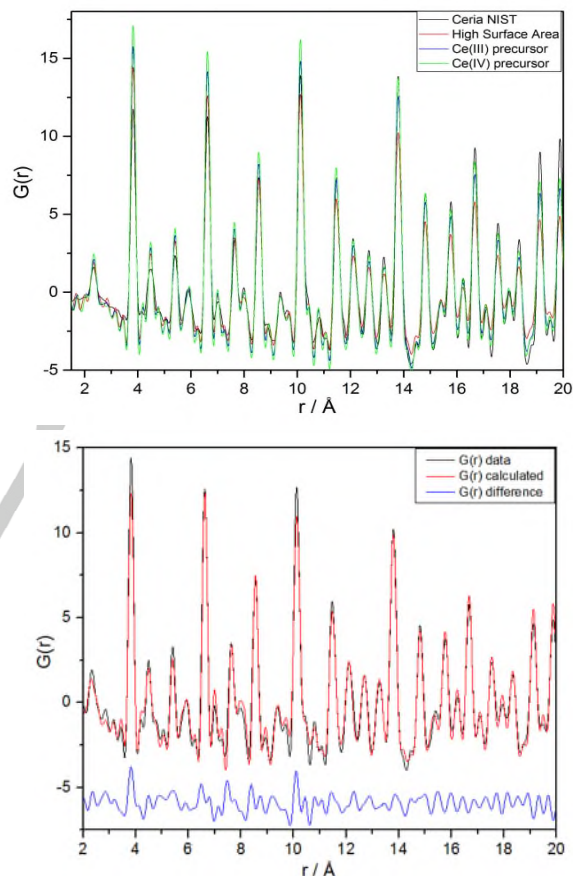 Ceria NIST
High Surface Area
Ce(III) precursor
Ce(IV) precursor
15
10
5
0
-5
G(r)
2 4 6 8 10 12 14 16 18 20
r / Å
G(r) data
G(r) calculated
G(r) difference
15
10
5
0
-5
G(r)
2 4 6 8 10 12 14 16 18 20
r / Å